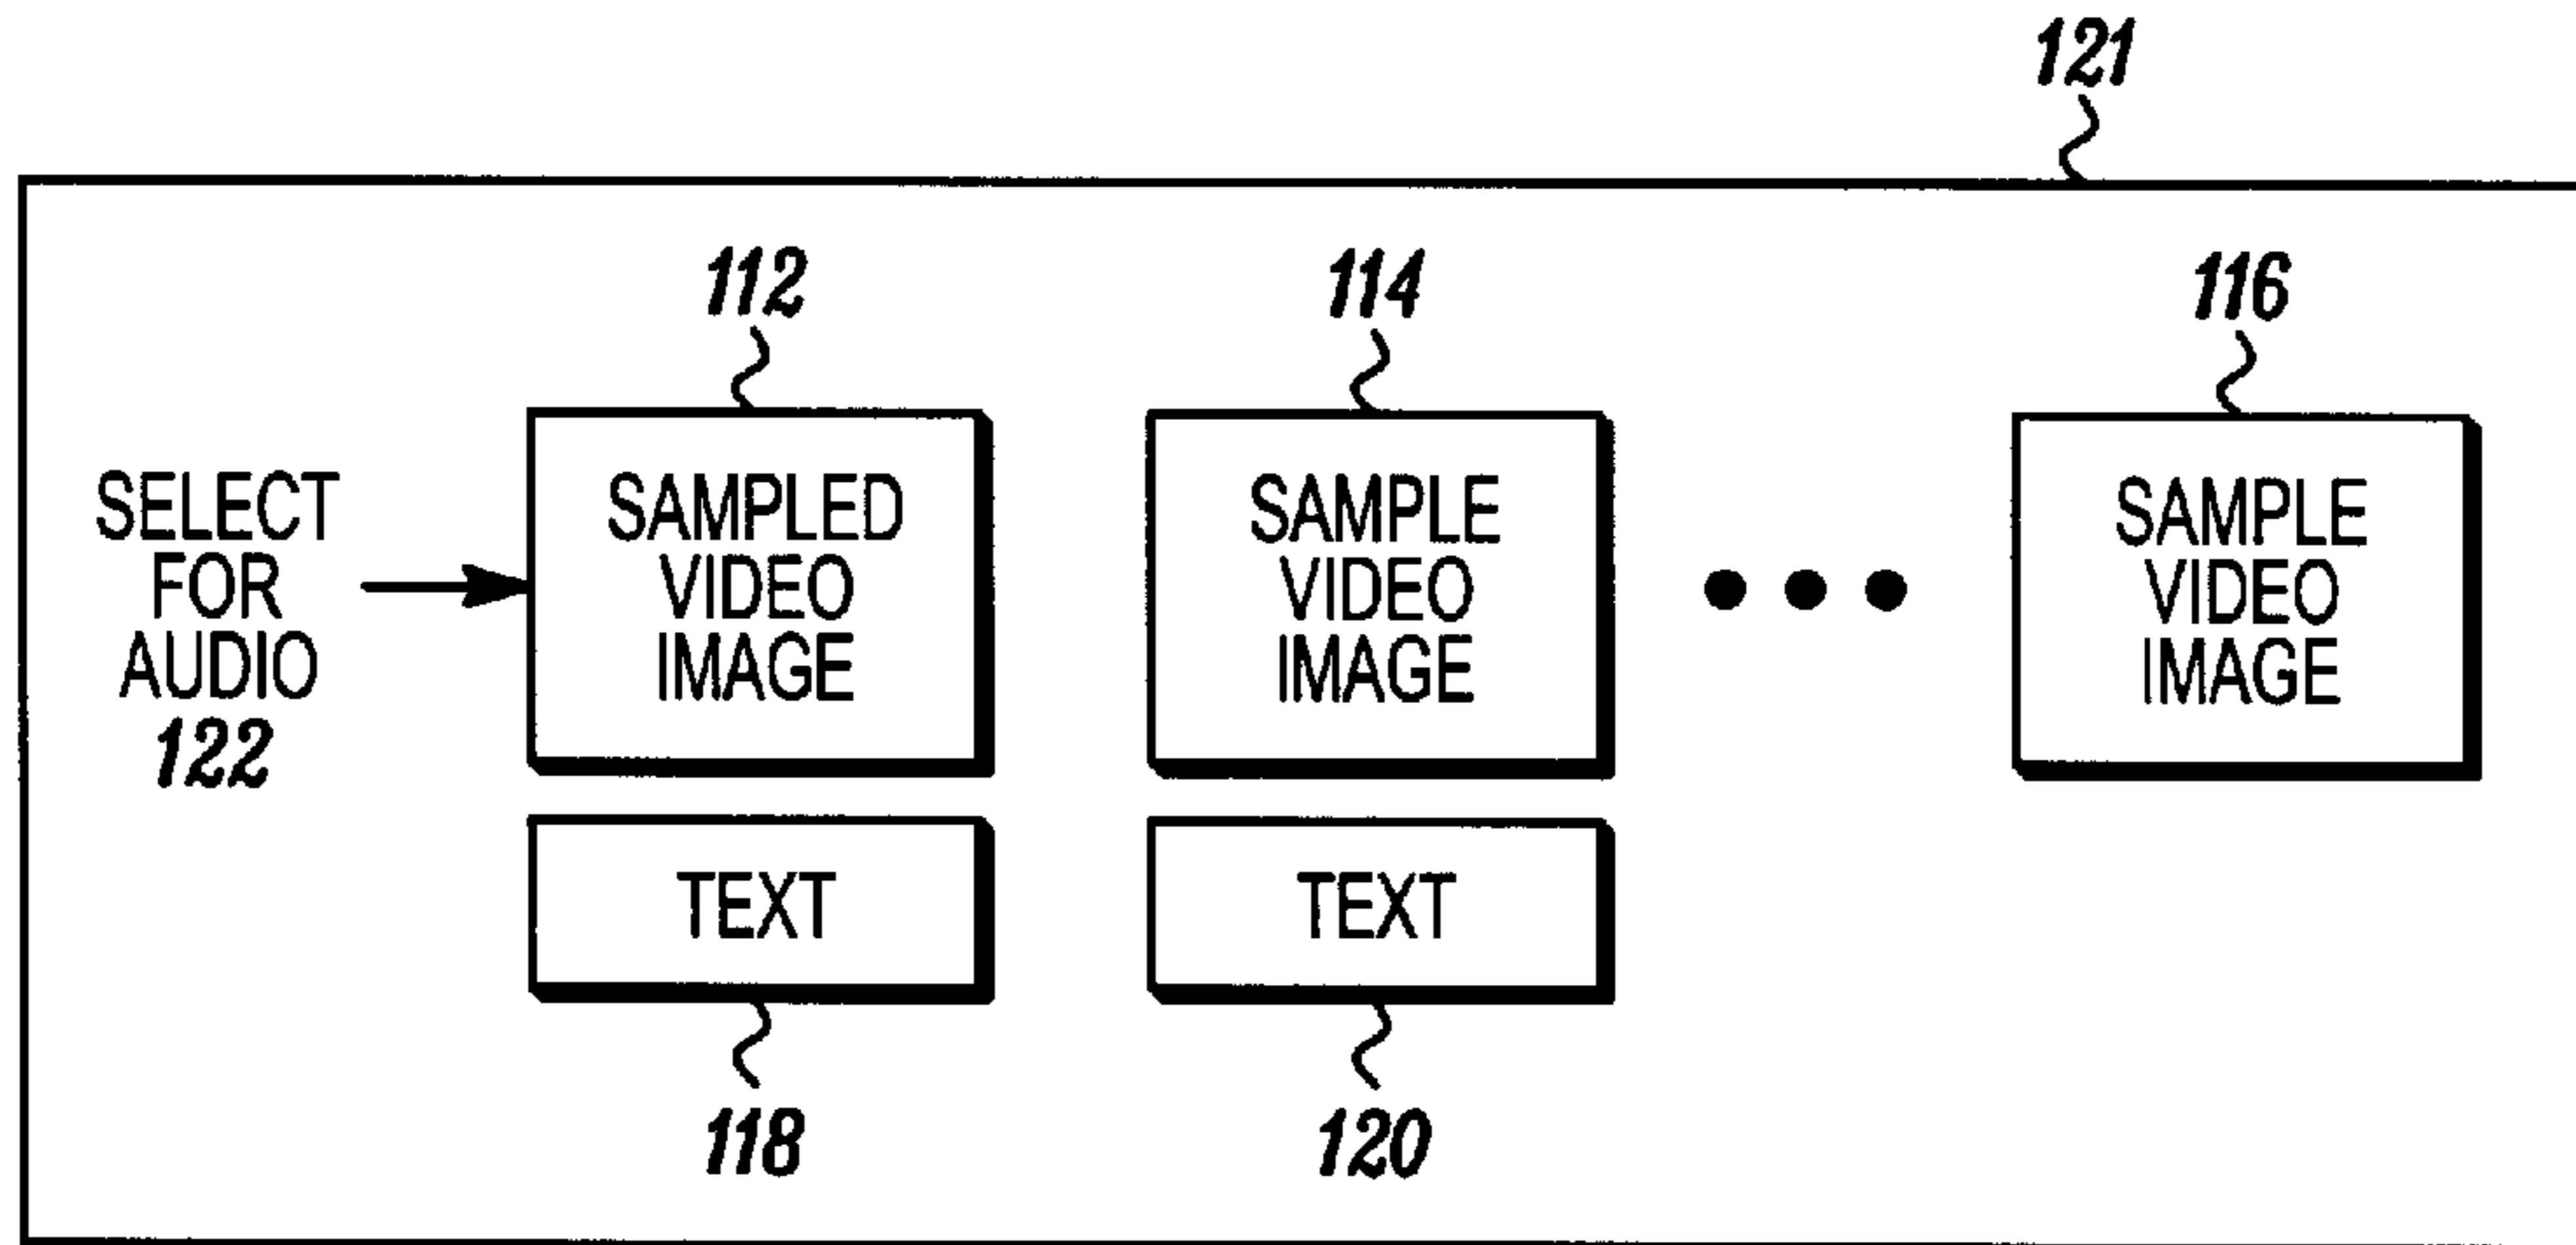 121
112
114
116
SELECT
FOR
AUDIO
122
SAMPLED
VIDEO
IMAGE
SAMPLE
VIDEO
IMAGE
SAMPLE
VIDEO
IMAGE
TEXT
TEXT
118
120